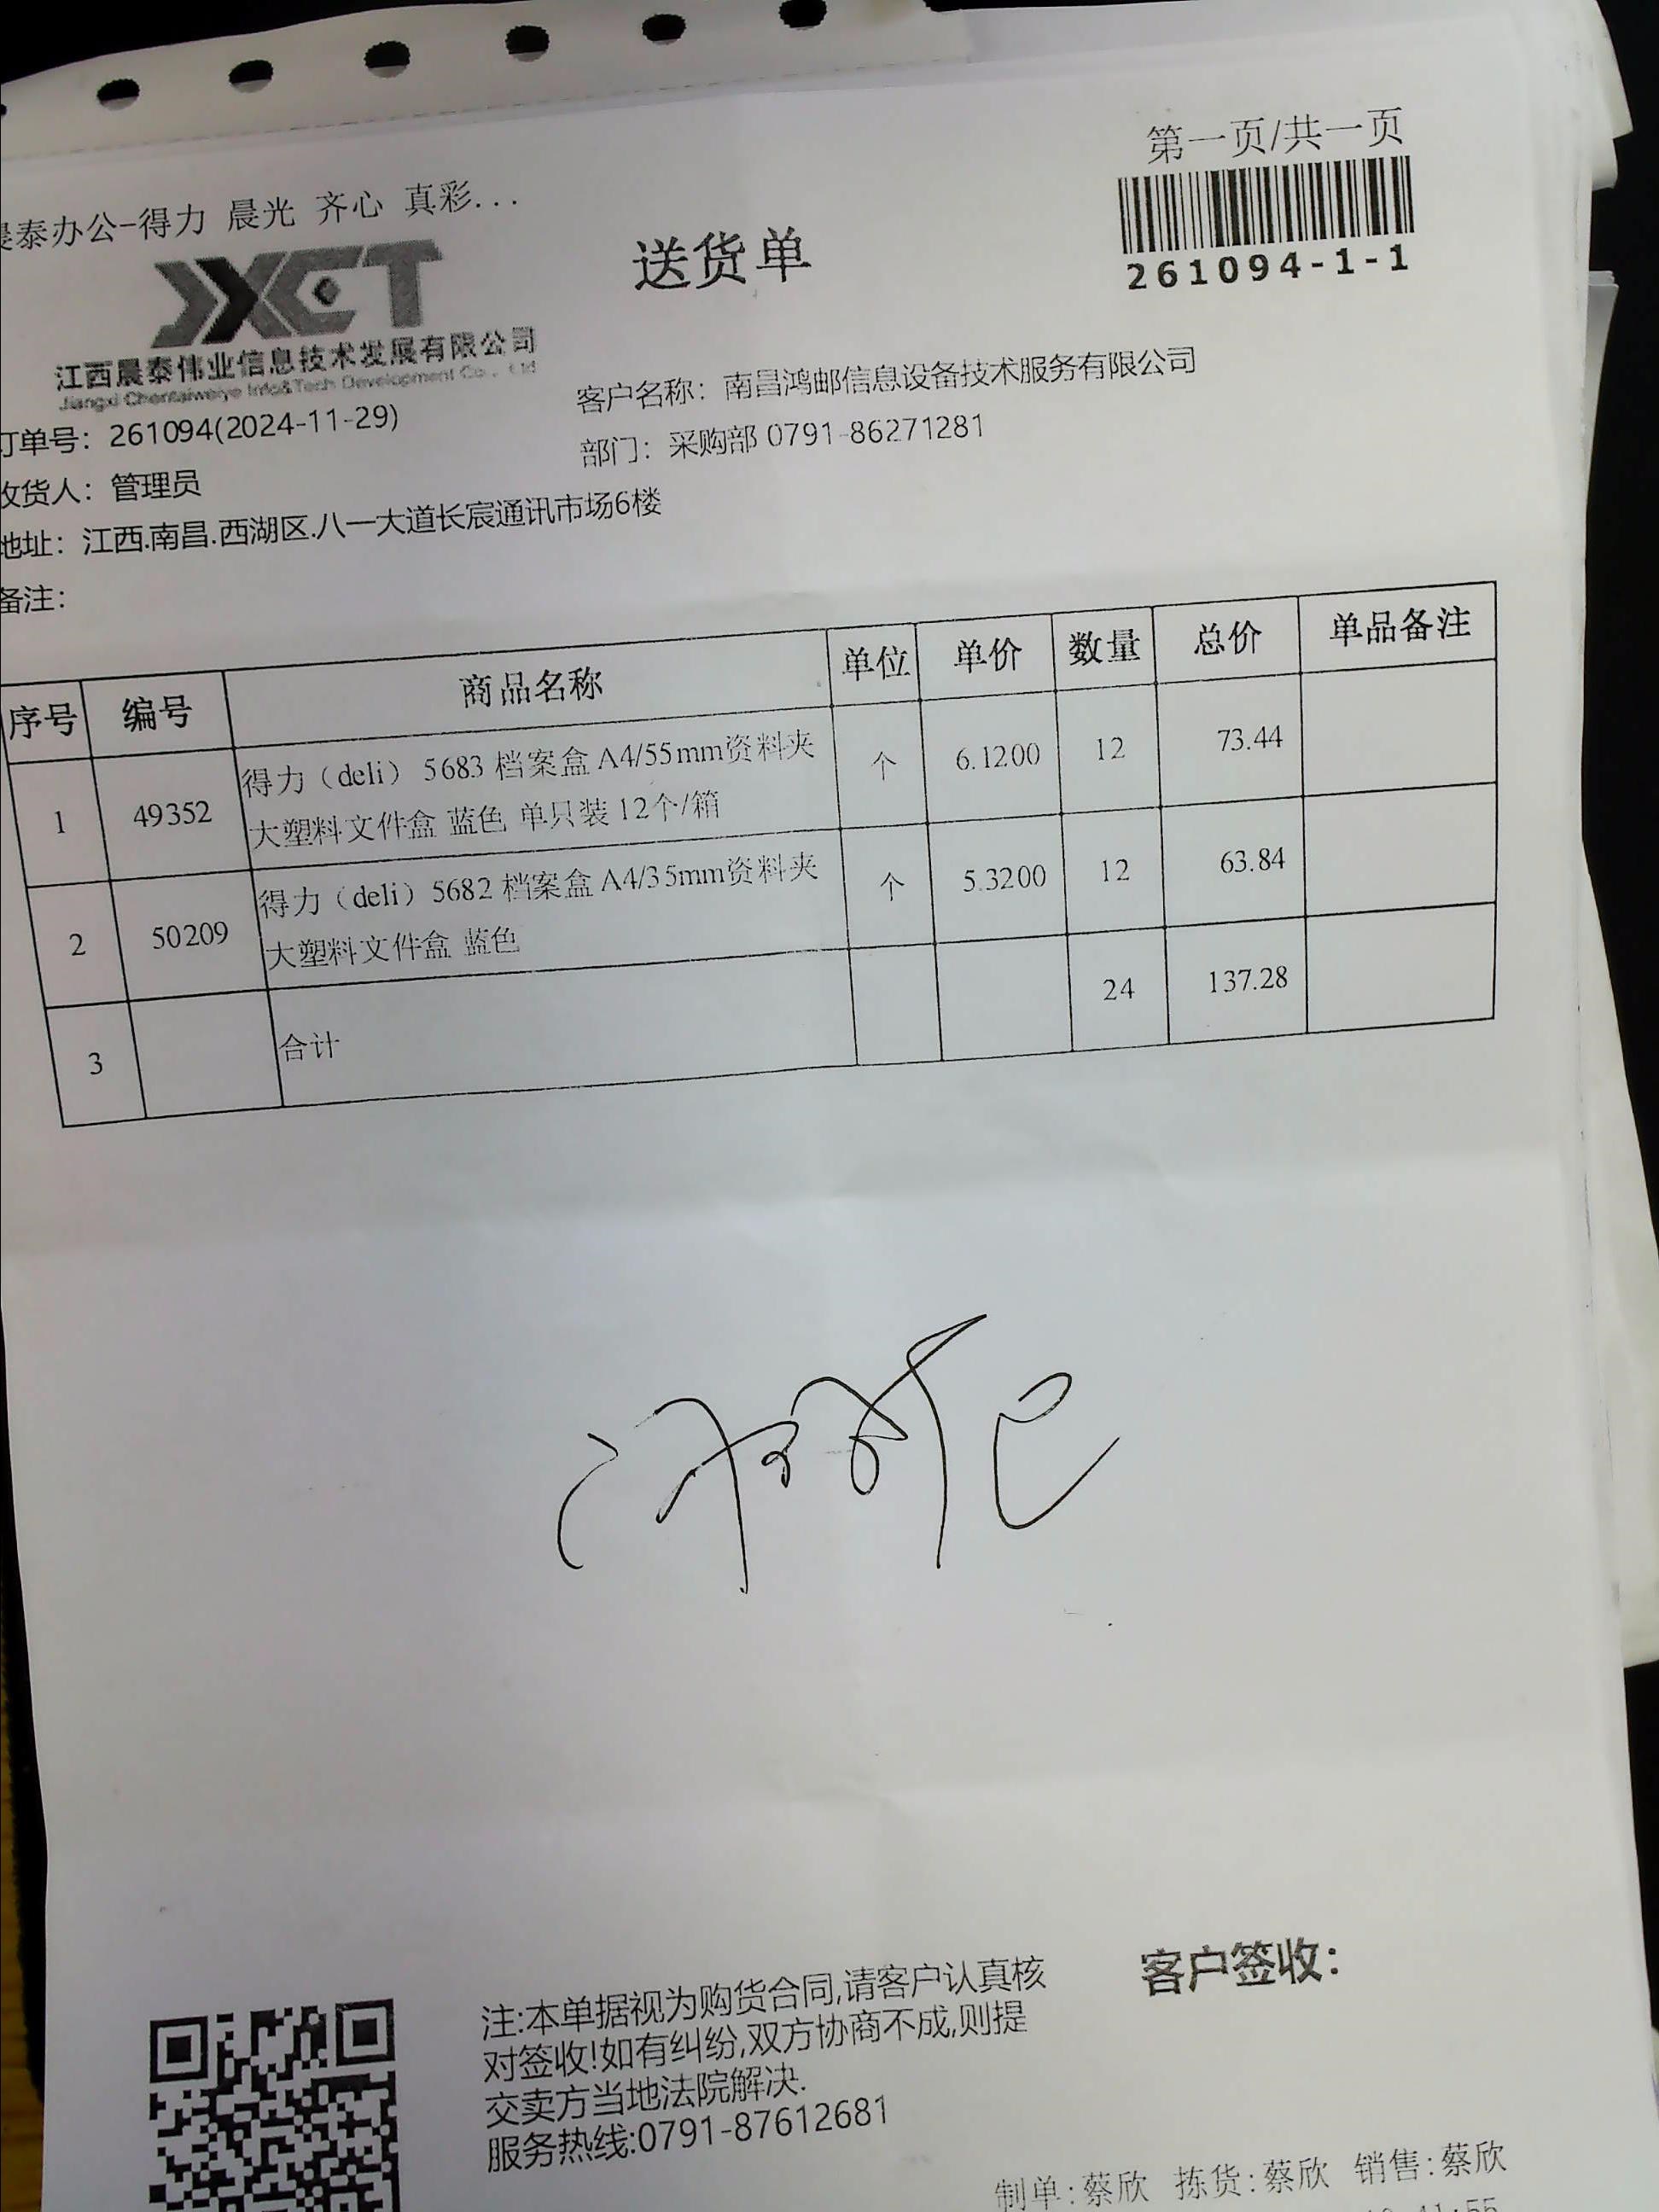 第一页/共一页
晨泰办公-得力 晨光 齐心 真彩...
送货单
261094-1-1
JXCT
江西晨泰伟业信息技术发展有限公司
Jiangxi Chentaiweiye Info&Tech Development Co., Ltd
客户名称：南昌鸿邮信息设备技术服务有限公司
订单号：261094(2024-11-29)
部门：采购部 0791-86271281
收货人：管理员
地址：江西.南昌.西湖区.八一大道长宸通讯市场6楼
备注：
序号 编号 商品名称 单位 单价 数量 总价 单品备注
1 49352 得力（deli） 5683 档案盒 A4/55mm资料夹 个 6.1200 12 73.44
大塑料文件盒 蓝色 单只装 12个/箱
2 50209 得力（deli）5682 档案盒 A4/35mm资料夹 个 5.3200 12 63.84
大塑料文件盒 蓝色
3 合计 24 137.28
客户签收：
注:本单据视为购货合同,请客户认真核
对签收!如有纠纷,双方协商不成,则提
交卖方当地法院解决.
服务热线:0791-87612681
制单:蔡欣 拣货:蔡欣 销售:蔡欣